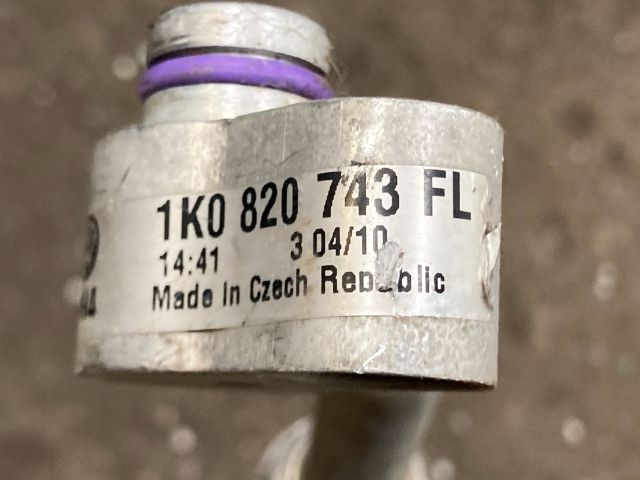 1K0 820 743 FL
14:41 3 04/10
Made in Czech Republic